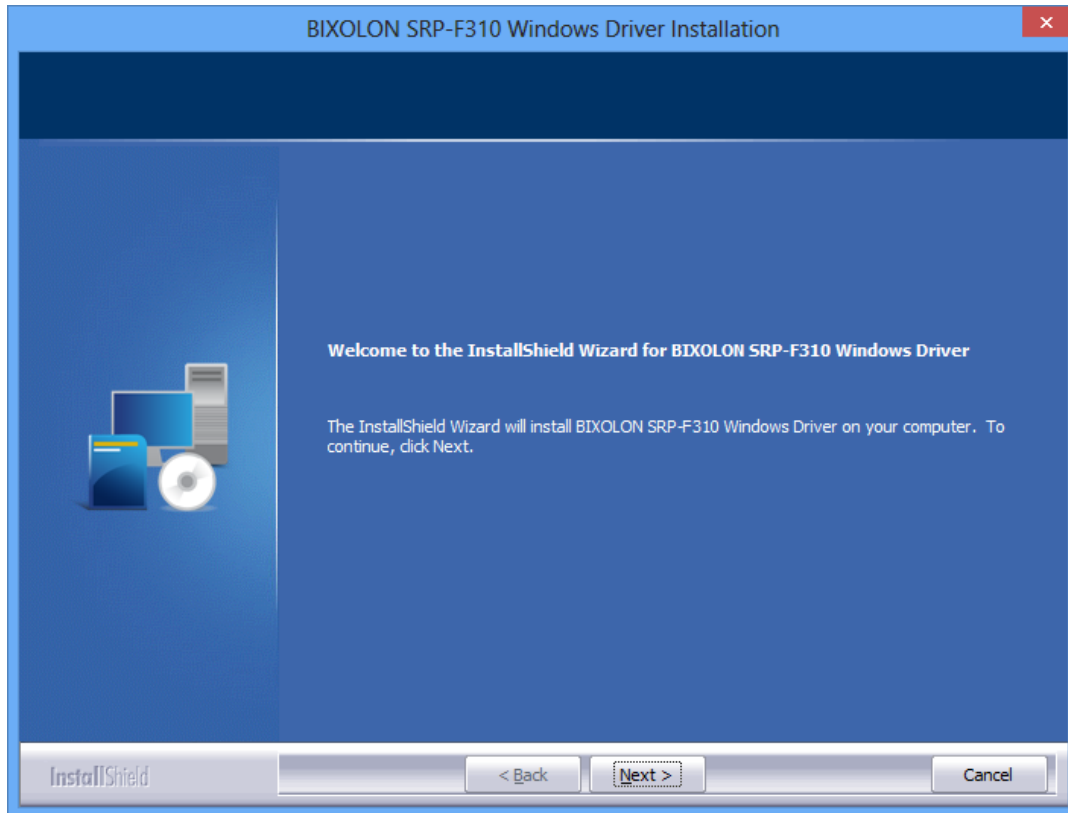 BIXOLON SRP-F310 Windows Driver Installation
Welcome to the InstallShield Wizard for BIXOLON SRP-F310 Windows Driver
The InstallShield Wizard will install BIXOLON SRP-F310 Windows Driver on your computer. To
continue, click Next.
InstallShield
< Back
Next >
Cancel